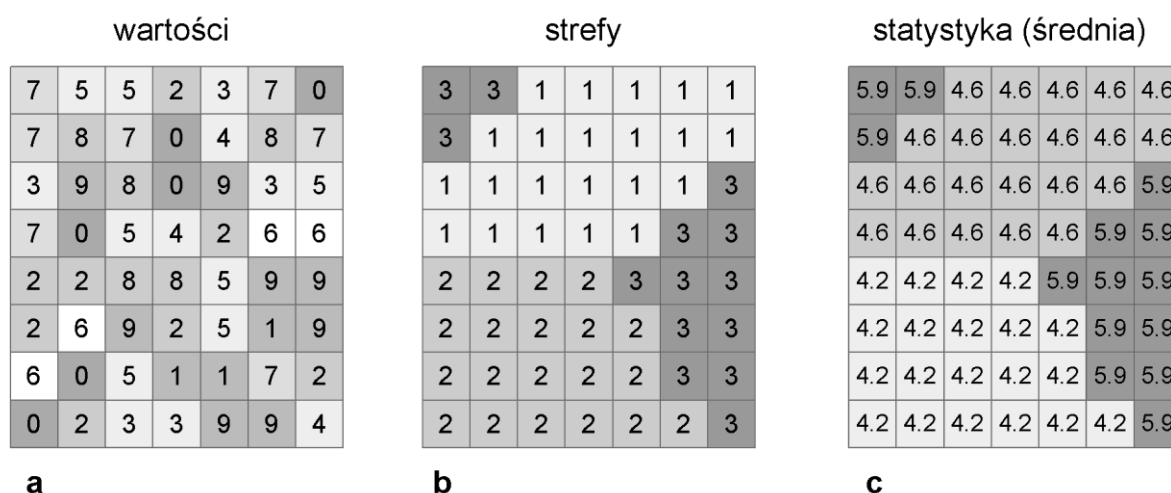 wartości strefy statystyka (średnia)
7 5 5 2 3 7 0 3 3 1 1 1 1 1 5.9 5.9 4.6 4.6 4.6 4.6 4.6
7 8 7 0 4 8 7 3 1 1 1 1 1 1 5.9 4.6 4.6 4.6 4.6 4.6 4.6
3 9 8 0 9 3 5 1 1 1 1 1 1 3 4.6 4.6 4.6 4.6 4.6 4.6 5.9
7 0 5 4 2 6 6 1 1 1 1 1 3 3 4.6 4.6 4.6 4.6 4.6 5.9 5.9
2 2 8 8 5 9 9 2 2 2 2 3 3 3 4.2 4.2 4.2 4.2 5.9 5.9 5.9
2 6 9 2 5 1 9 2 2 2 2 2 3 3 4.2 4.2 4.2 4.2 4.2 5.9 5.9
6 0 5 1 1 7 2 2 2 2 2 2 3 3 4.2 4.2 4.2 4.2 4.2 5.9 5.9
0 2 3 3 9 9 4 2 2 2 2 2 2 3 4.2 4.2 4.2 4.2 4.2 4.2 5.9
a b c